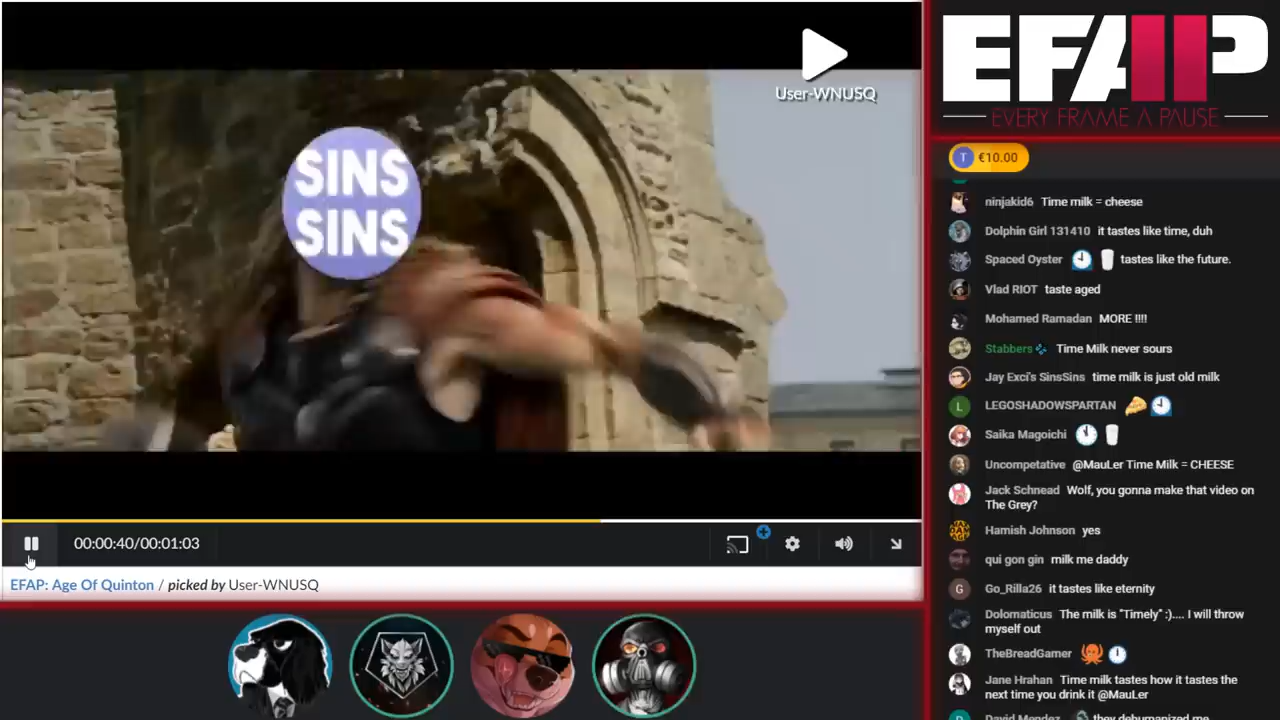 User-WNUSQ
SINS
SINS
00:00:40/00:01:03
EFAP: Age Of Quinton / picked by User-WNUSQ
EFAP
EVERY FRAME A PAUSE
T €10.00
ninjakid6 Time milk = cheese
Dolphin Girl 131410 it tastes like time, duh
Spaced Oyster 🕘 🥛 tastes like the future.
Vlad RIOT taste aged
Mohamed Ramadan MORE !!!!
Stabbers Time Milk never sours
Jay Exci's SinsSins time milk is just old milk
L LEGOSHADOWSPARTAN 🧀 🕘
Saika Magoichi 🕚 🥛
Uncompetative @MauLer Time Milk = CHEESE
Jack Schnead Wolf, you gonna make that video on
The Grey?
Hamish Johnson yes
qui gon gin milk me daddy
G Go_Rilla26 it tastes like eternity
Dolomaticus The milk is "Timely" :).... I will throw
myself out
TheBreadGamer 🐙 🕛
Jane Hrahan Time milk tastes how it tastes the
next time you drink it @MauLer
David Mendez they dehumanized me